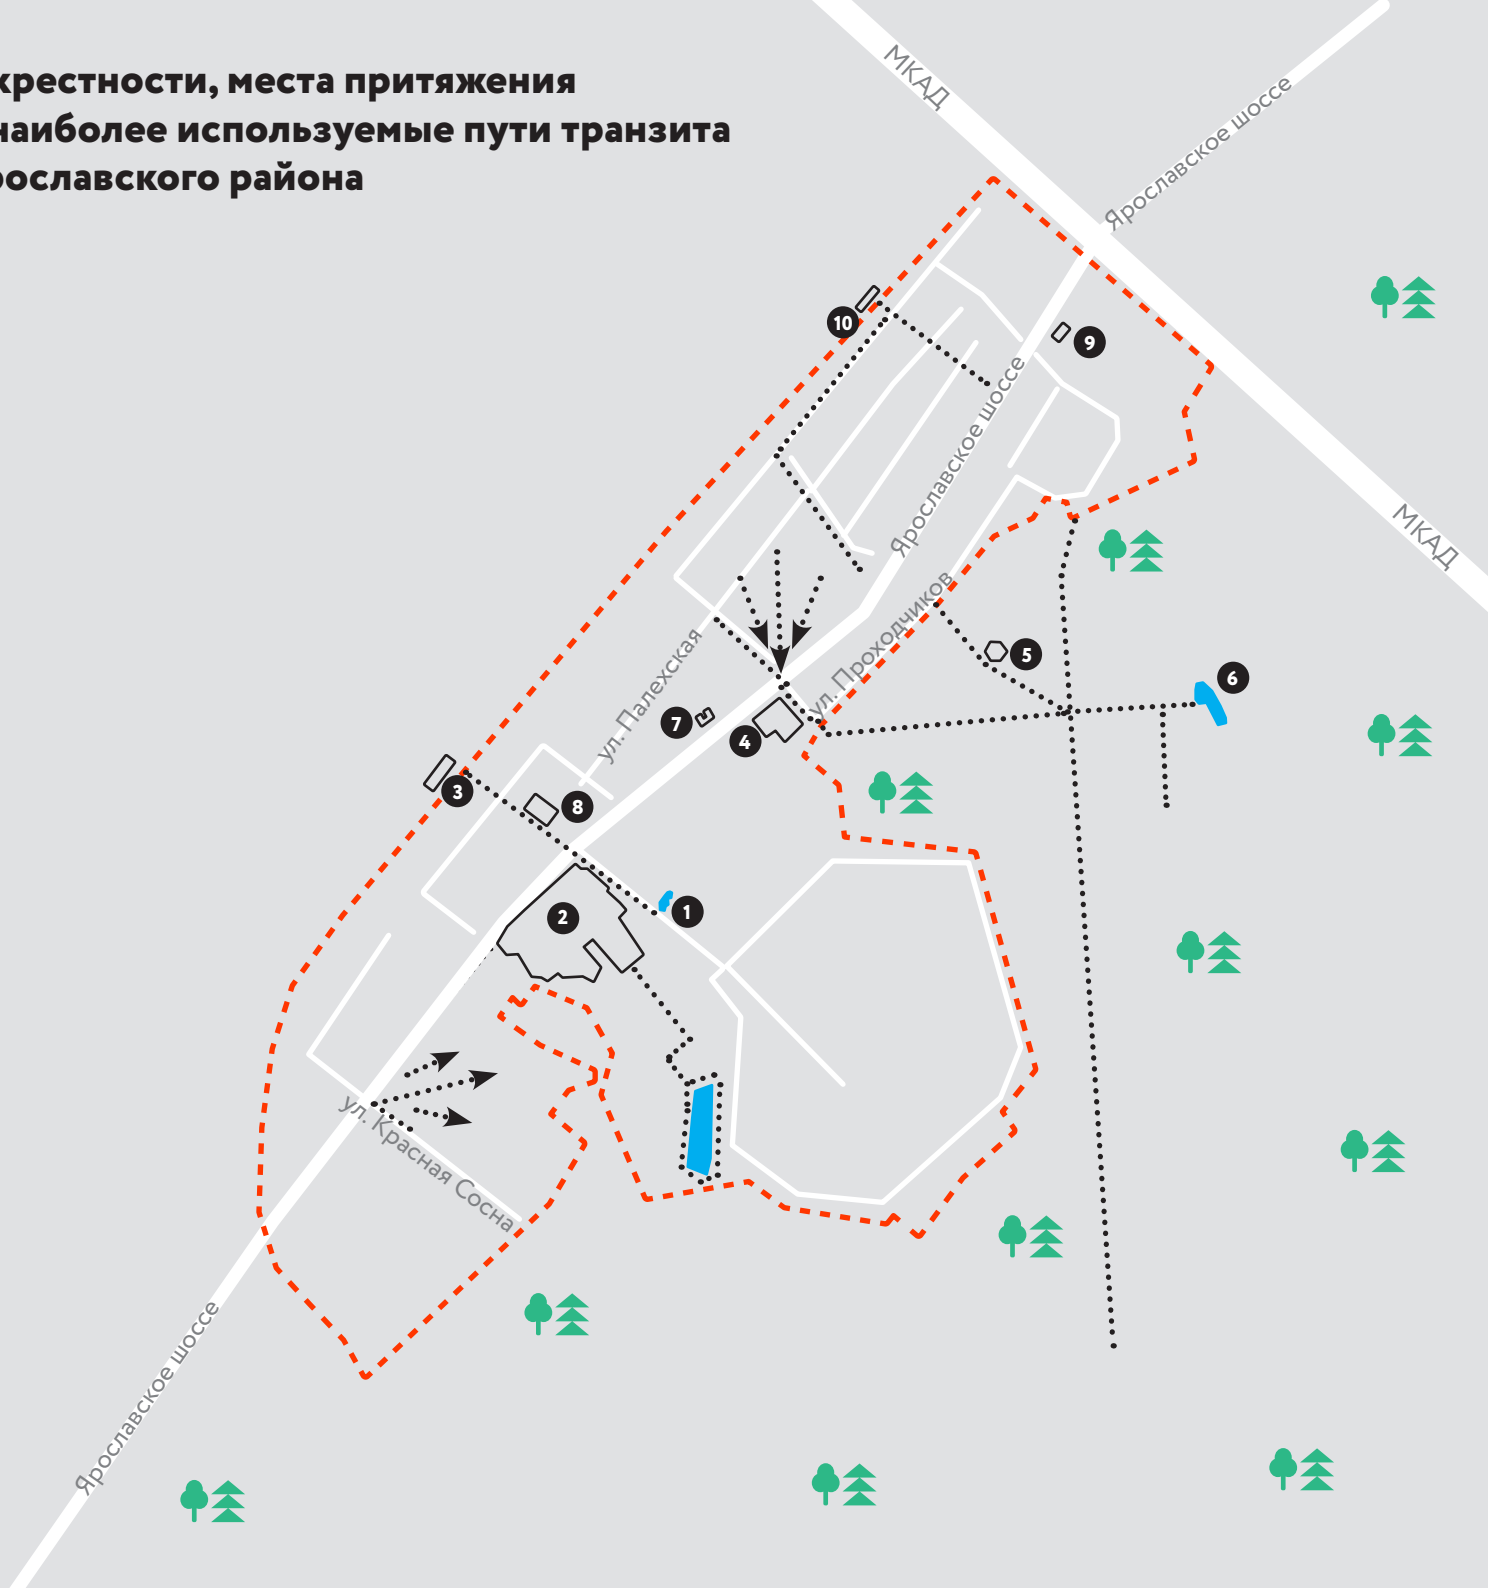 крестности, места притяжения
наиболее используемые пути транзита
рославского района
МКАД
Ярославское шоссе
10
9
Ярославское шоссе
МКАД
ул. Проходчиков
5
6
ул. Палехская
7
4
3
8
2
1
ул. Красная Сосна
Ярославское шоссе